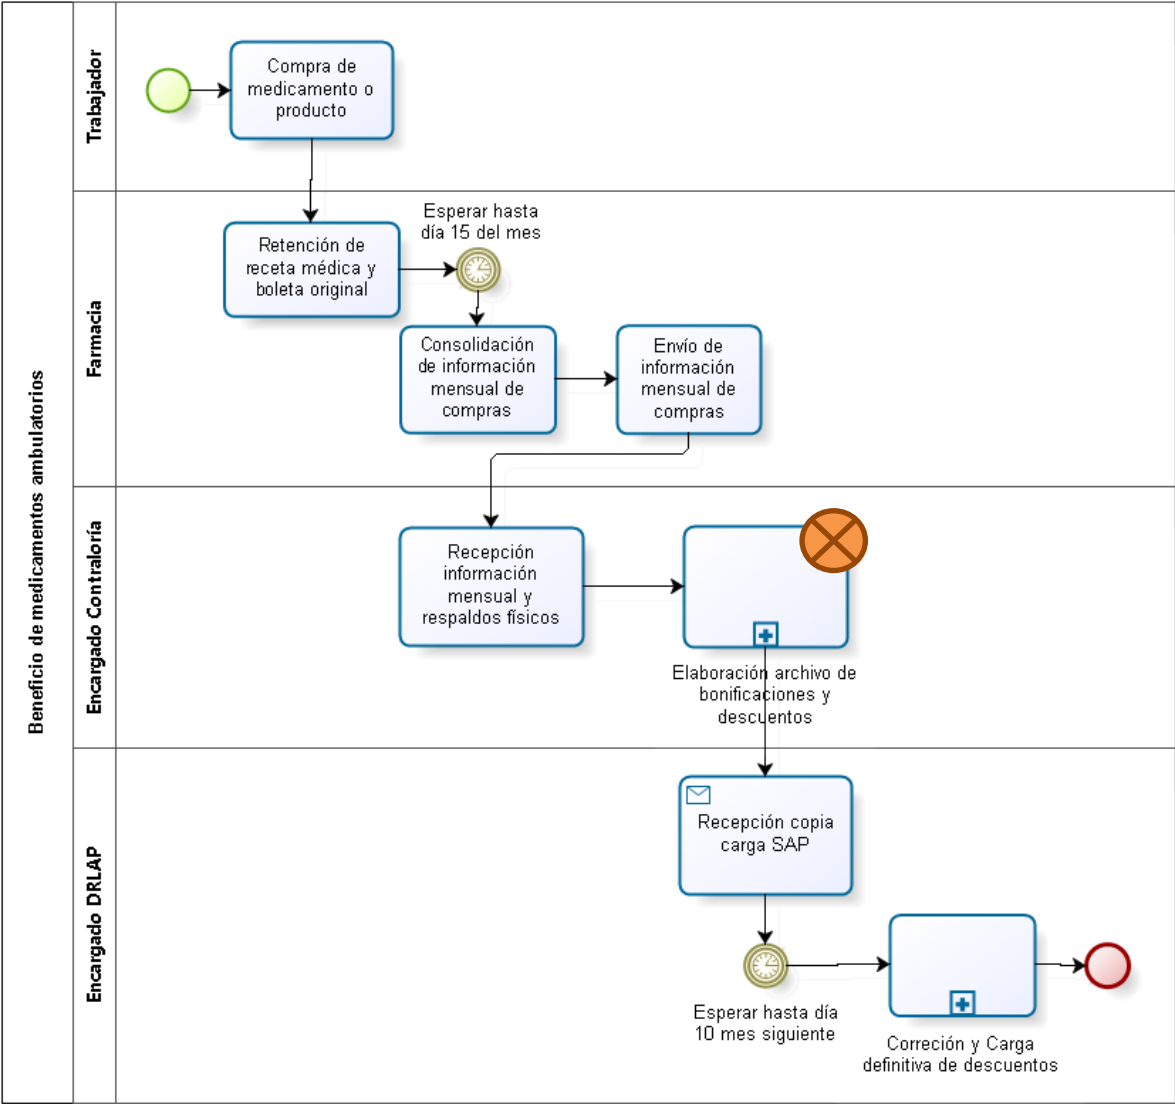 Beneficio de medicamentos ambulatorios
Trabajador
Compra de
medicamento o
producto
Farmacia
Retención de
receta médica y
boleta original
Esperar hasta
día 15 del mes
Consolidación
de información
mensual de
compras
Envío de
información
mensual de
compras
Encargado Contraloría
Recepción
información
mensual y
respaldos físicos
Elaboración archivo de
bonificaciones y
descuentos
Encargado DRLAP
Recepción copia
carga SAP
Esperar hasta día
10 mes siguiente
Correción y Carga
definitiva de descuentos